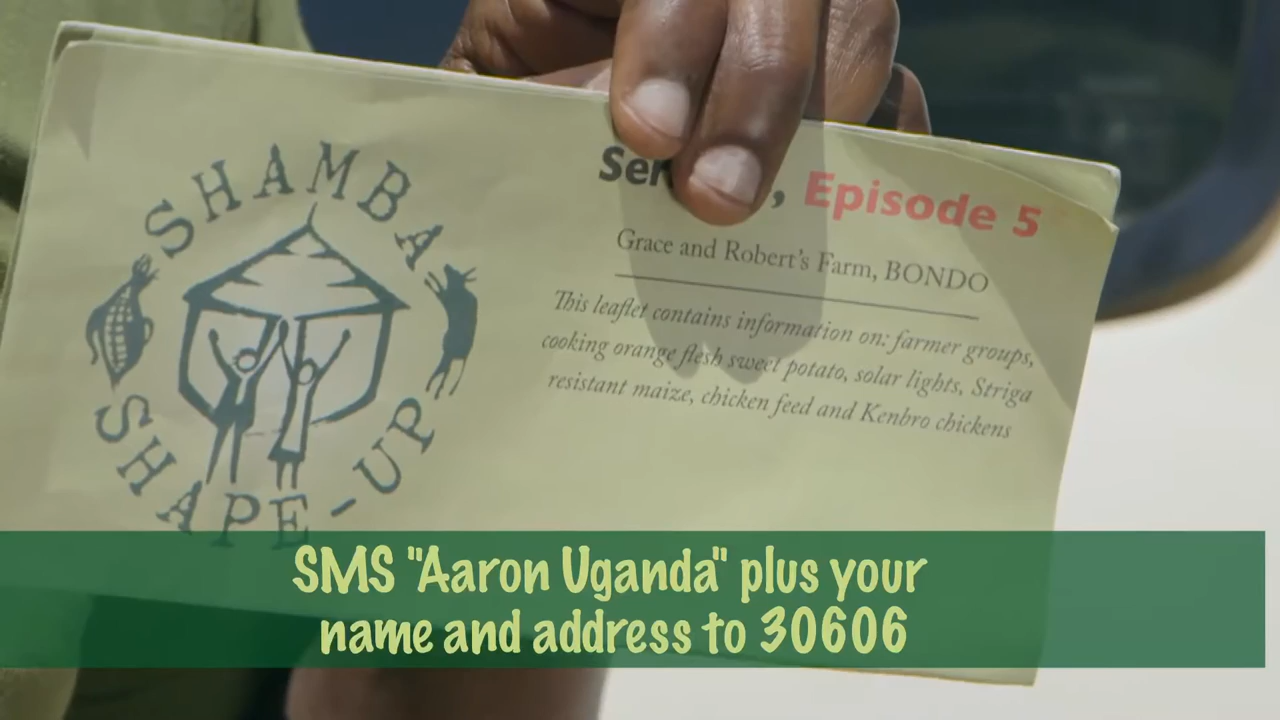 SHAMBA
SHAPE-UP
Episode 5
Grace and Robert's Farm, BONDO
This leaflet contains information on: farmer groups,
cooking orange flesh sweet potato, solar lights, Striga
resistant maize, chicken feed and Kenbro chickens
SMS "Aaron Uganda" plus your
name and address to 30606